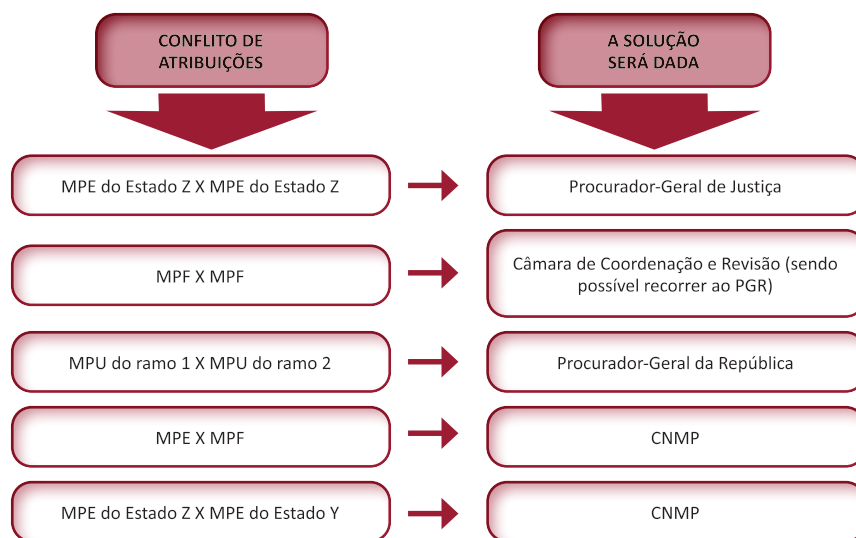 CONFLITO DE
ATRIBUIÇÕES
A SOLUÇÃO
SERÁ DADA
MPE do Estado Z X MPE do Estado Z
Procurador-Geral de Justiça
MPF X MPF
Câmara de Coordenação e Revisão (sendo
possível recorrer ao PGR)
MPU do ramo 1 X MPU do ramo 2
Procurador-Geral da República
MPE X MPF
CNMP
MPE do Estado Z X MPE do Estado Y
CNMP